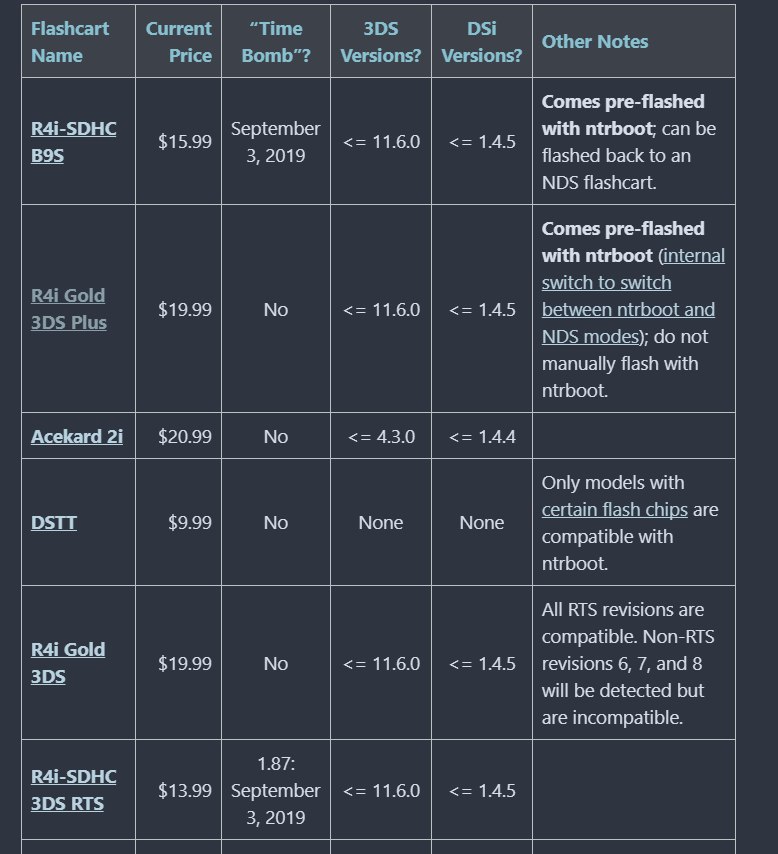 Flashcart Name
Current Price
“Time Bomb”?
3DS Versions?
DSi Versions?
Other Notes
R4i-SDHC
B9S
$15.99
September
3, 2019
<= 11.6.0
<= 1.4.5
Comes pre-flashed
with ntrboot; can be
flashed back to an
NDS flashcart.
R4i Gold
3DS Plus
$19.99
No
<= 11.6.0
<= 1.4.5
Comes pre-flashed
with ntrboot (internal
switch to switch
between ntrboot and
NDS modes); do not
manually flash with
ntrboot.
Acekard 2i
$20.99
No
<= 4.3.0
<= 1.4.4
DSTT
$9.99
No
None
None
Only models with
certain flash chips are
compatible with
ntrboot.
R4i Gold
3DS
$19.99
No
<= 11.6.0
<= 1.4.5
All RTS revisions are
compatible. Non-RTS
revisions 6, 7, and 8
will be detected but
are incompatible.
R4i-SDHC
3DS RTS
$13.99
1.87:
September
3, 2019
<= 11.6.0
<= 1.4.5